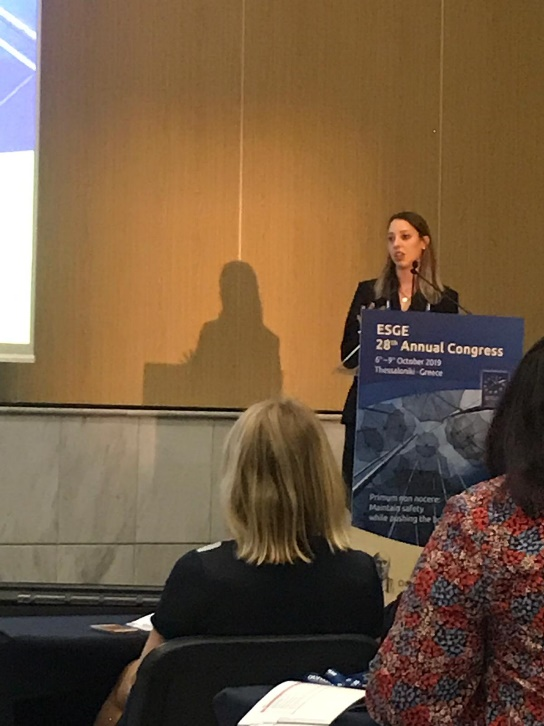 ESGE
28th Annual Congress
6th-9th October 2019
Thessaloniki - Greece
Primum non nocere:
Maintain safety
while pushing the